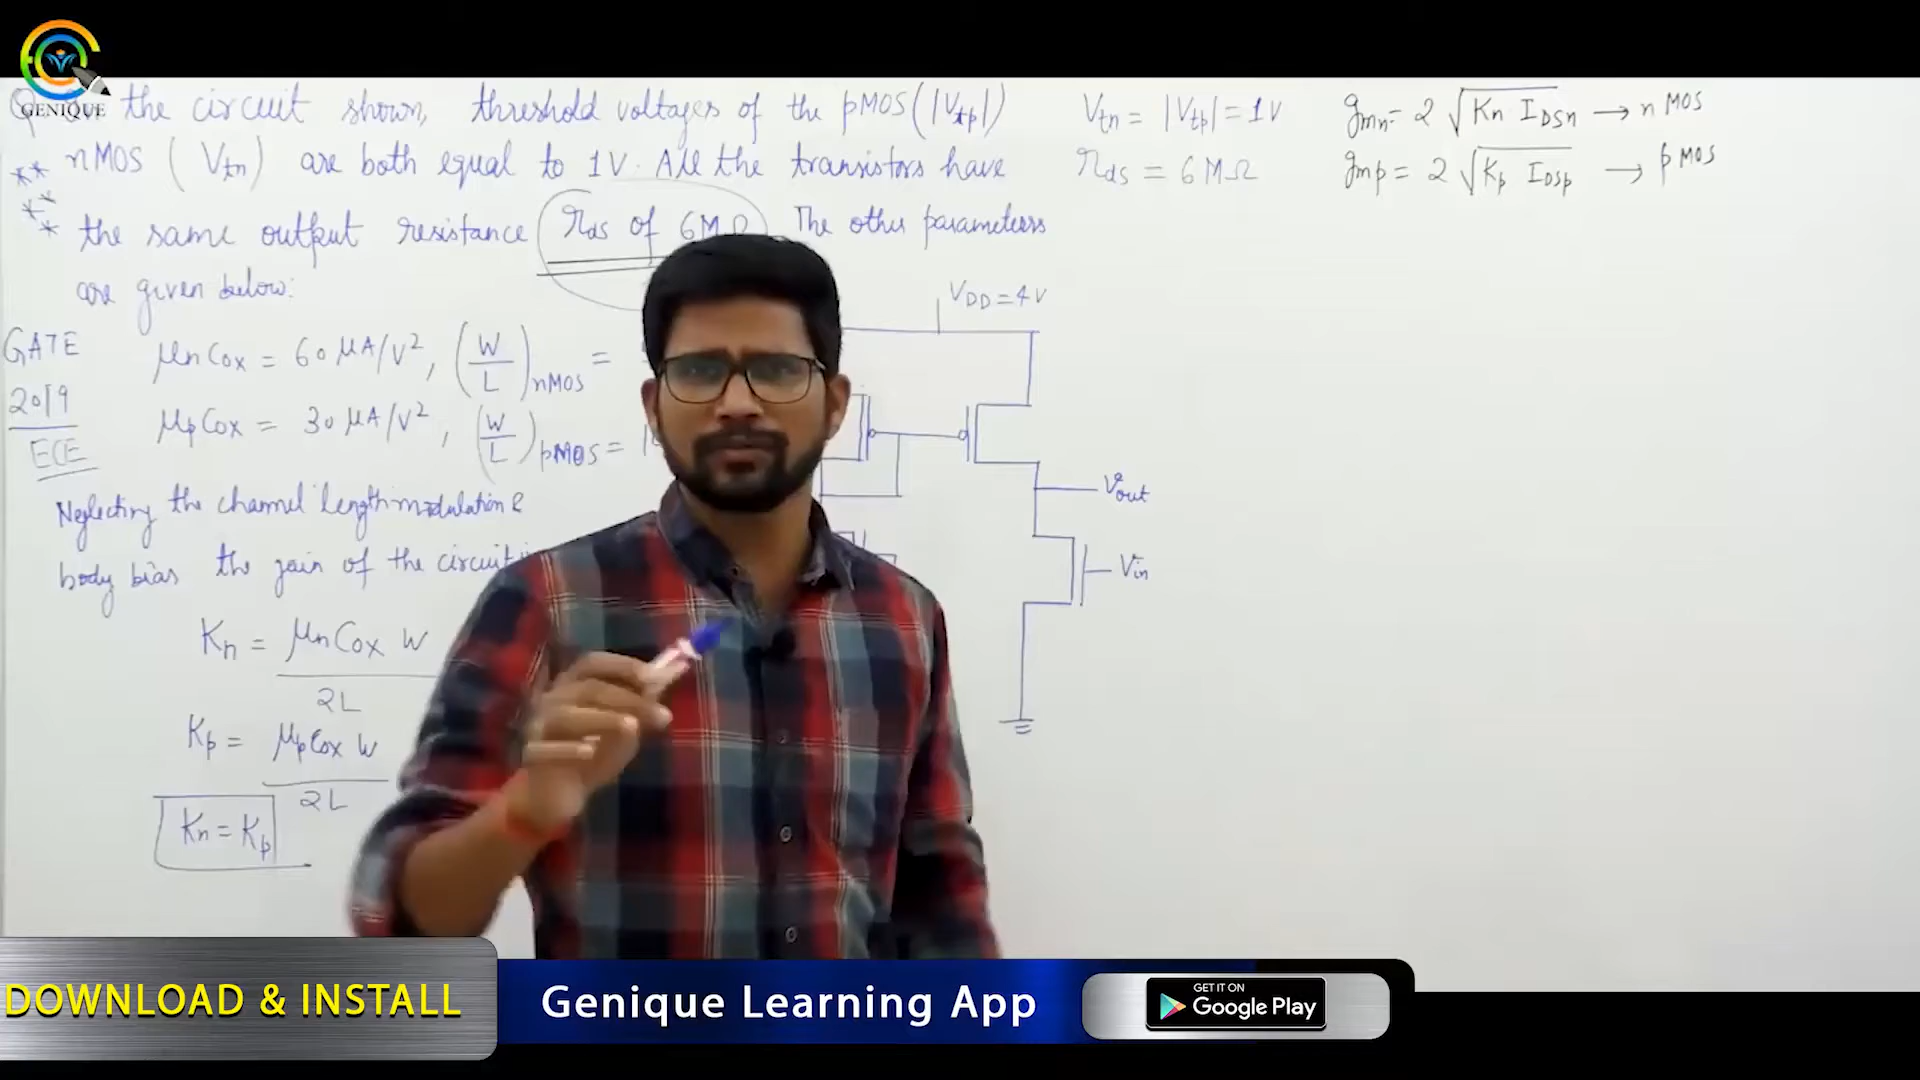 GENIQUE
the circuit shown, threshold voltages of the pMOS (|Vtp|)
** nMOS ( Vtn) are both equal to 1V. All the transistors have
** the same output resistance rds of 6MΩ The other parameters
are given below:
GATE
2019
ECE
μnCox = 60 μA/V², (W/L)nMOS =
μpCox = 30 μA/V², (W/L)pMOS = 1
Neglecting the channel length modulation &
body bias the gain of the circuit
Kn = μnCox W
2L
Kp = μpCox W
2L
Kn = Kp
VDD = 4V
Vout
Vin
Vtn = |Vtp| = 1V
rds = 6MΩ
gmn = 2 √Kn IDSn → nMOS
gmp = 2 √Kp IDSp → pMOS
DOWNLOAD & INSTALL
Genique Learning App
GET IT ON
Google Play